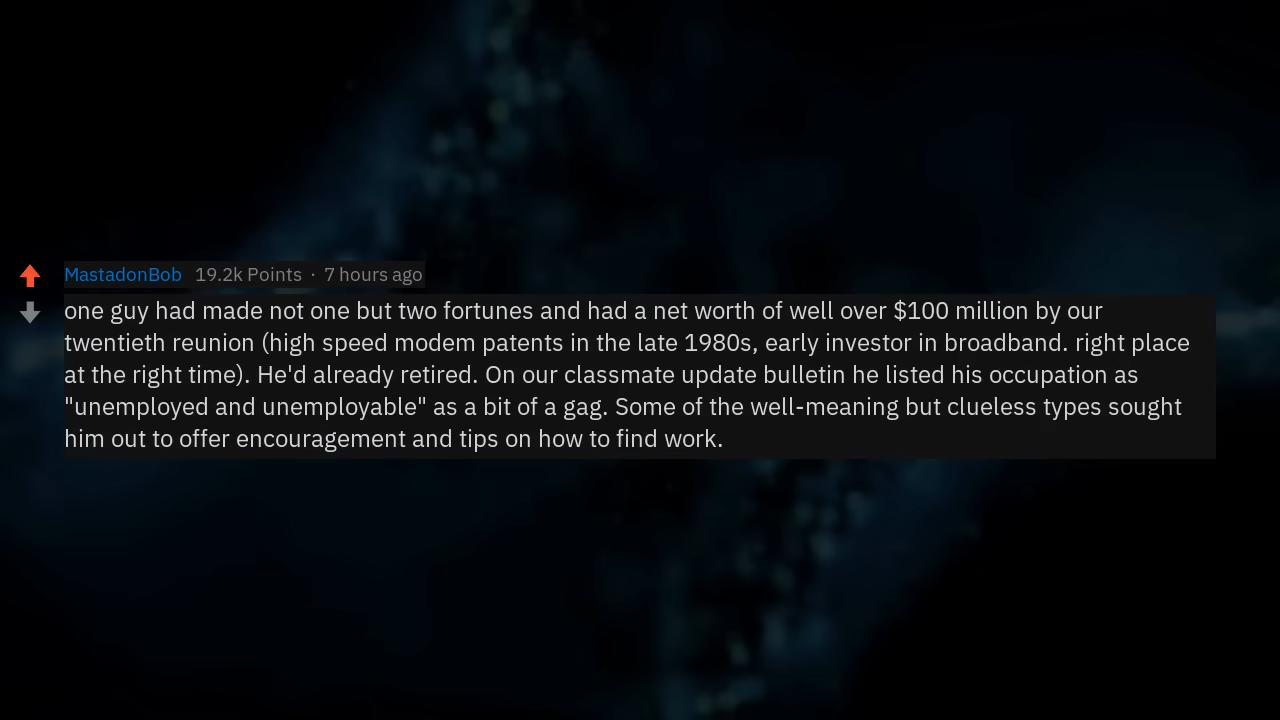 MastadonBob 19.2k Points · 7 hours ago
one guy had made not one but two fortunes and had a net worth of well over $100 million by our
twentieth reunion (high speed modem patents in the late 1980s, early investor in broadband. right place
at the right time). He'd already retired. On our classmate update bulletin he listed his occupation as
"unemployed and unemployable" as a bit of a gag. Some of the well-meaning but clueless types sought
him out to offer encouragement and tips on how to find work.